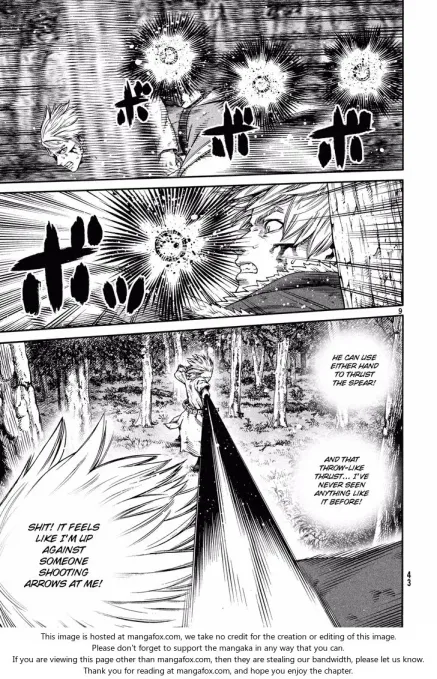 ボ
ボ
ボ
ボ
ボ
ッ
9
HE CAN USE
EITHER HAND
TO THRUST
THE SPEAR!
AND THAT
THROW-LIKE
THRUST... I'VE
NEVER SEEN
ANYTHING LIKE
IT BEFORE!
SHIT! IT FEELS
LIKE I'M UP
AGAINST
SOMEONE
SHOOTING
ARROWS AT ME!
43
This image is hosted at mangafox.com, we take no credit for the creation or editing of this image.
Please don't forget to support the mangaka in any way that you can.
If you are viewing this page other than mangafox.com, then they are stealing our bandwidth, please let us know.
Thank you for reading at mangafox.com, and hope you enjoy the chapter.